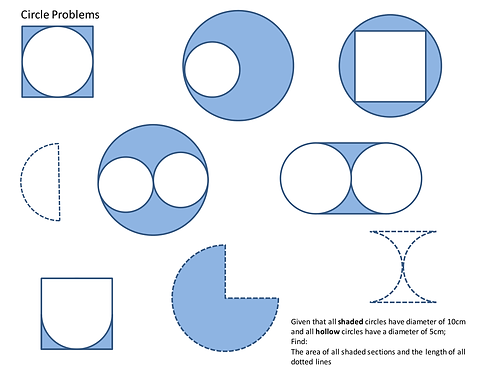 Circle Problems
Given that all shaded circles have diameter of 10cm
and all hollow circles have a diameter of 5cm;
Find:
The area of all shaded sections and the length of all
dotted lines